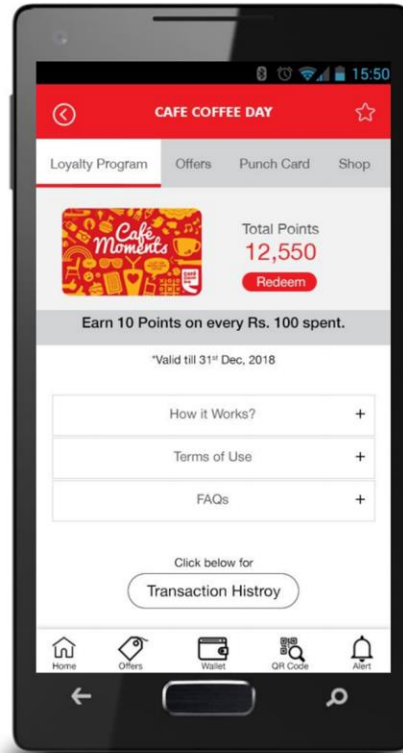 15:50
CAFE COFFEE DAY
Loyalty Program Offers Punch Card Shop
Café
Moments
Total Points
12,550
Redeem
Earn 10 Points on every Rs. 100 spent.
*Valid till 31st Dec, 2018
How it Works? +
Terms of Use +
FAQs +
Click below for
Transaction Histroy
Home Offers Wallet QR Code Alert